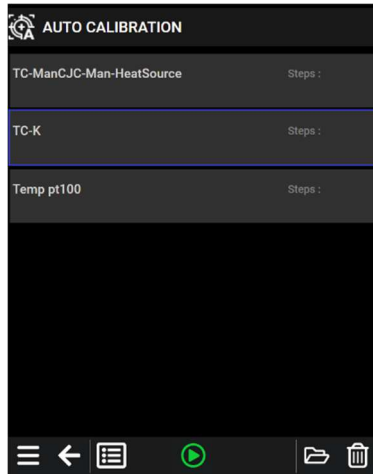 AUTO CALIBRATION
TC-ManCJC-Man-HeatSource Steps :
TC-K Steps :
Temp pt100 Steps :